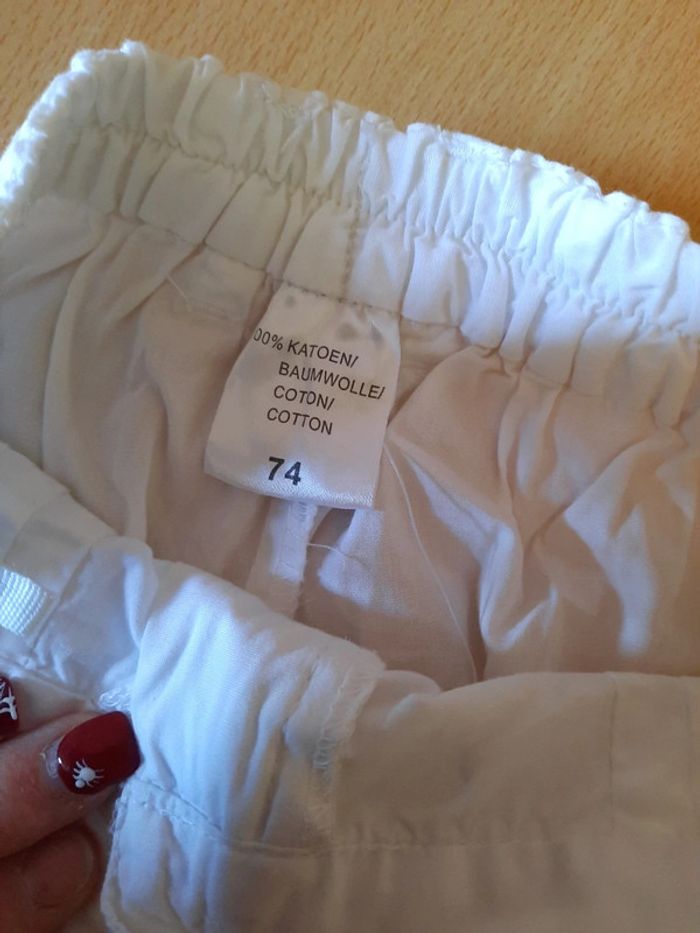 00% KATOEN/
BAUMWOLLE/
COTON/
COTTON
74